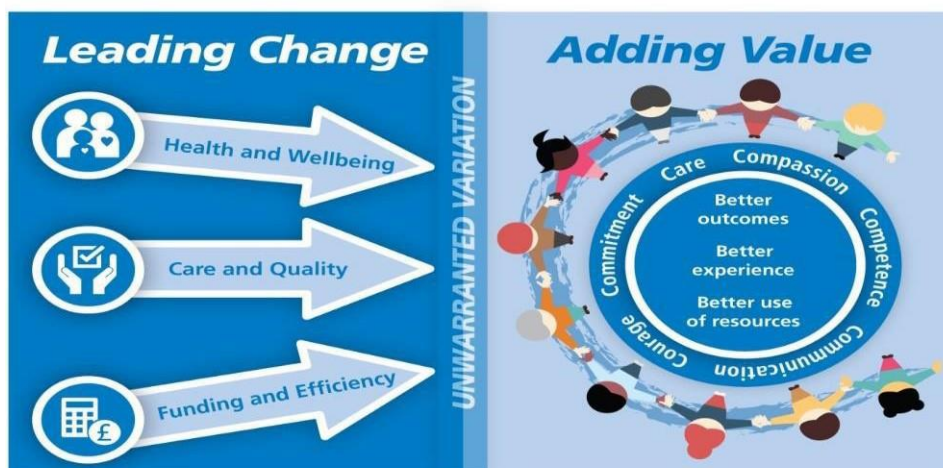 Leading Change
Health and Wellbeing
Care and Quality
Funding and Efficiency
£
UNWARRANTED VARIATION
Adding Value
Care
Compassion
Competence
Communication
Courage
Commitment
Better
outcomes
Better
experience
Better use
of resources